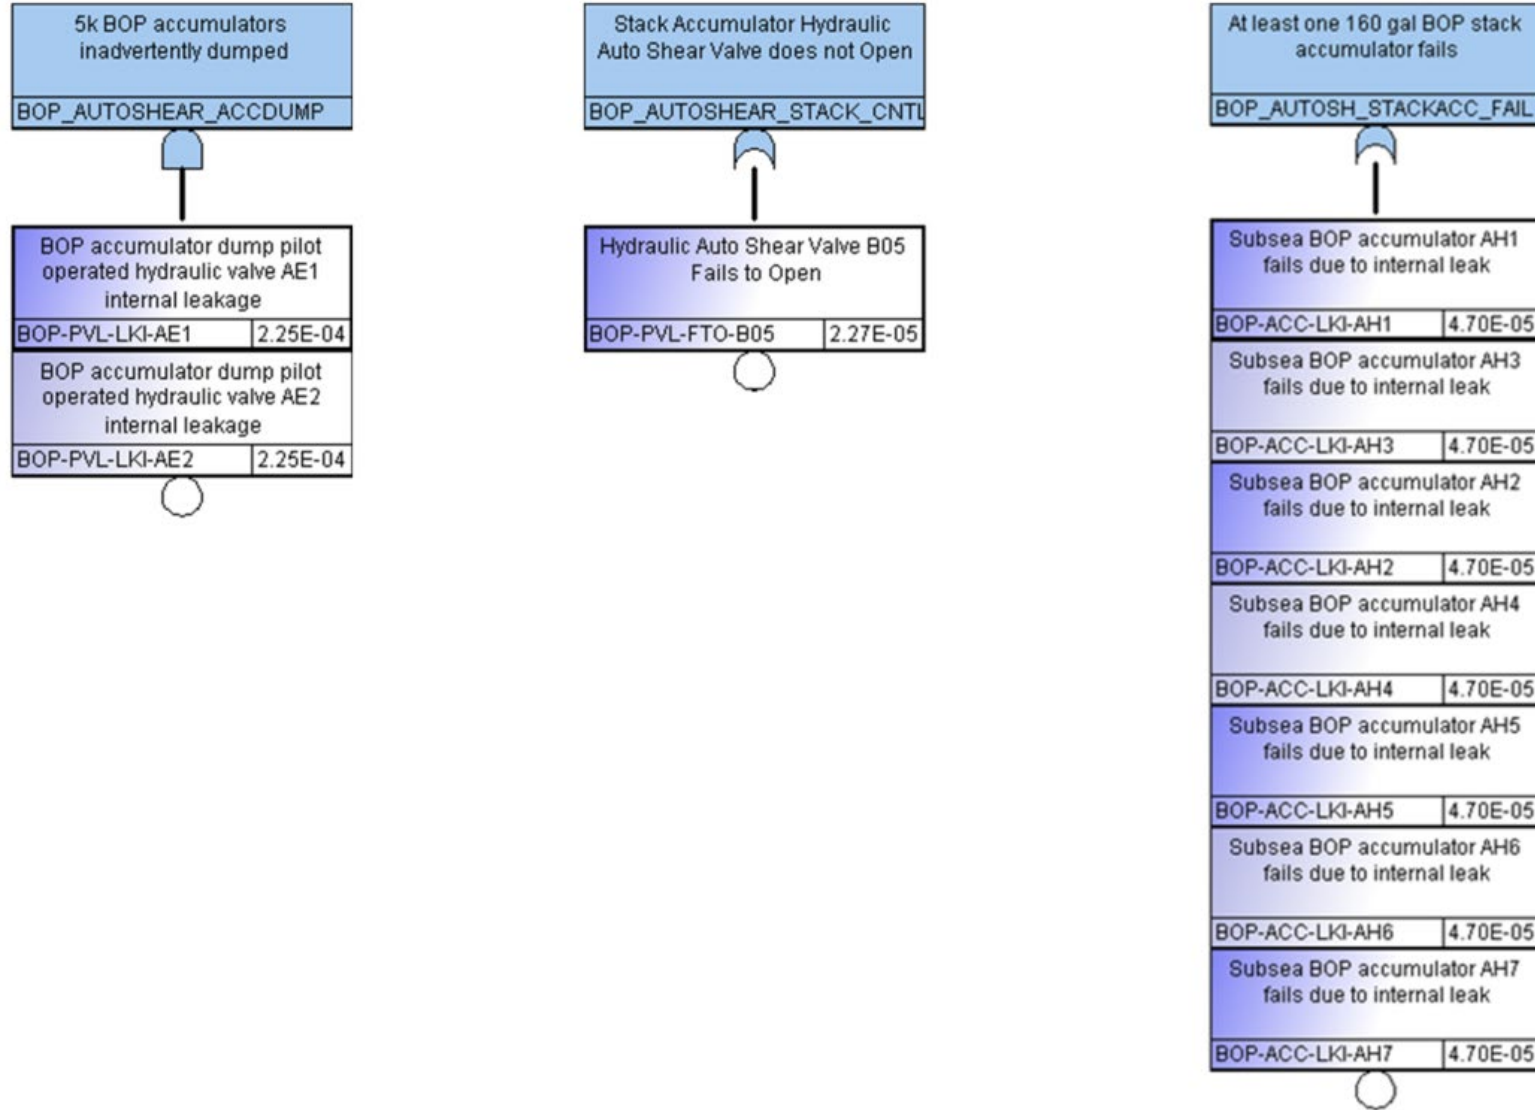 5k BOP accumulators
inadvertently dumped
BOP_AUTOSHEAR_ACCDUMP
BOP accumulator dump pilot
operated hydraulic valve AE1
internal leakage
BOP-PVL-LKI-AE1 2.25E-04
BOP accumulator dump pilot
operated hydraulic valve AE2
internal leakage
BOP-PVL-LKI-AE2 2.25E-04
Stack Accumulator Hydraulic
Auto Shear Valve does not Open
BOP_AUTOSHEAR_STACK_CNTL
Hydraulic Auto Shear Valve B05
Fails to Open
BOP-PVL-FTO-B05 2.27E-05
At least one 160 gal BOP stack
accumulator fails
BOP_AUTOSH_STACKACC_FAIL
Subsea BOP accumulator AH1
fails due to internal leak
BOP-ACC-LKI-AH1 4.70E-05
Subsea BOP accumulator AH3
fails due to internal leak
BOP-ACC-LKI-AH3 4.70E-05
Subsea BOP accumulator AH2
fails due to internal leak
BOP-ACC-LKI-AH2 4.70E-05
Subsea BOP accumulator AH4
fails due to internal leak
BOP-ACC-LKI-AH4 4.70E-05
Subsea BOP accumulator AH5
fails due to internal leak
BOP-ACC-LKI-AH5 4.70E-05
Subsea BOP accumulator AH6
fails due to internal leak
BOP-ACC-LKI-AH6 4.70E-05
Subsea BOP accumulator AH7
fails due to internal leak
BOP-ACC-LKI-AH7 4.70E-05